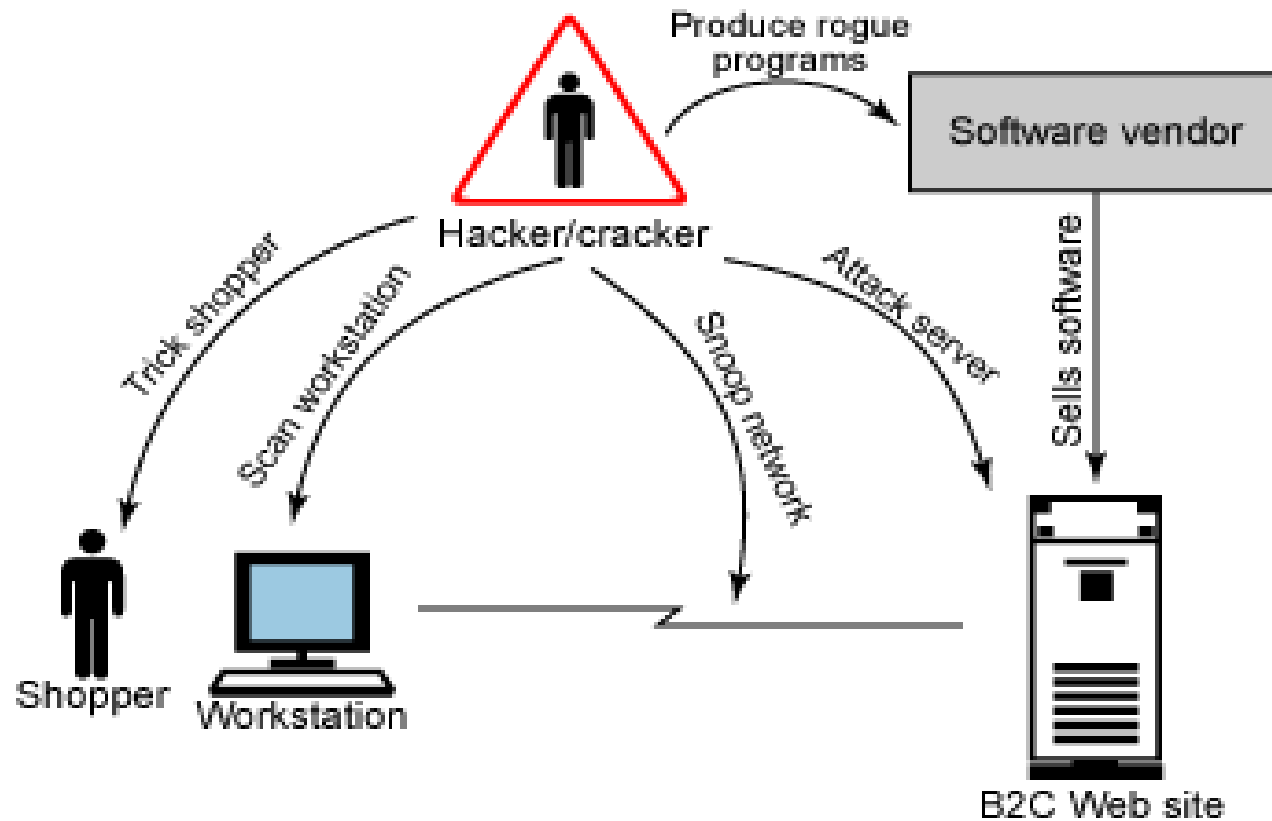 Produce rogue
programs
Software vendor
Hacker/cracker
Trick shopper
Scan workstation
Snoop network
Attack server
Sells software
Shopper
Workstation
B2C Web site